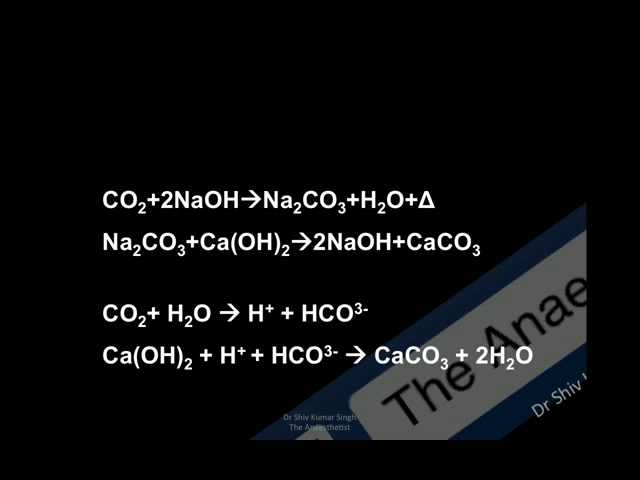 CO₂+2NaOH→Na₂CO₃+H₂O+Δ
Na₂CO₃+Ca(OH)₂→2NaOH+CaCO₃
CO₂+ H₂O → H⁺ + HCO³⁻
Ca(OH)₂ + H⁺ + HCO³⁻ → CaCO₃ + 2H₂O
The Anae
Dr Shiv
Dr Shiv Kumar Singh
The Anaesthetist